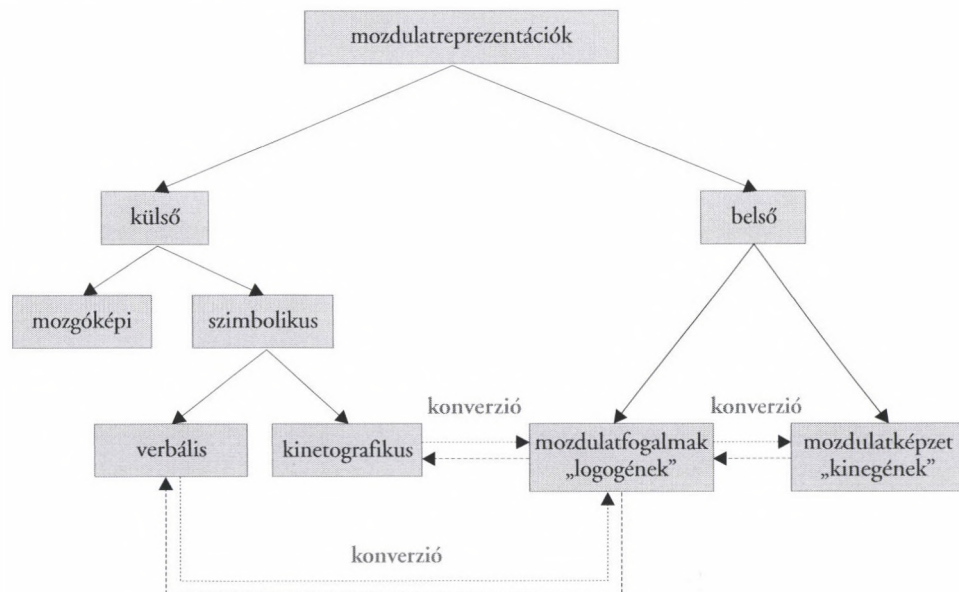 mozdulatreprezentációk
külső
belső
mozgóképi
szimbolikus
konverzió
konverzió
verbális
kinetografikus
mozdulatfogalmak
„logogének”
mozdulatképzet
„kinegének”
konverzió